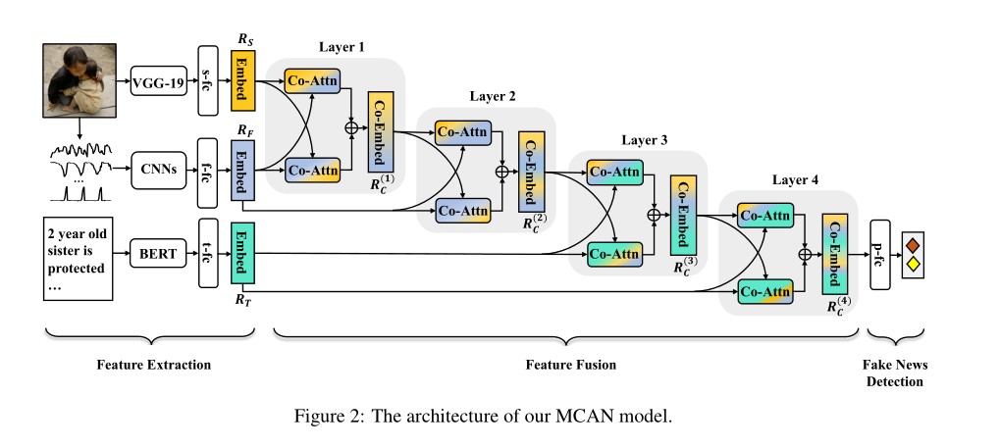 Layer 1
R_S
VGG-19
s-fc
Embed
Co-Attn
Co-Attn
Co-Embed
R_C^{(1)}
Layer 2
Co-Attn
Co-Attn
Co-Embed
R_C^{(2)}
R_F
...
CNNs
f-fc
Embed
Layer 3
Co-Attn
Co-Attn
Co-Embed
R_C^{(3)}
Layer 4
Co-Attn
Co-Attn
Co-Embed
R_C^{(4)}
p-fc
2 year old
sister is
protected
...
BERT
t-fc
Embed
R_T
Feature Extraction
Feature Fusion
Fake News
Detection
Figure 2: The architecture of our MCAN model.